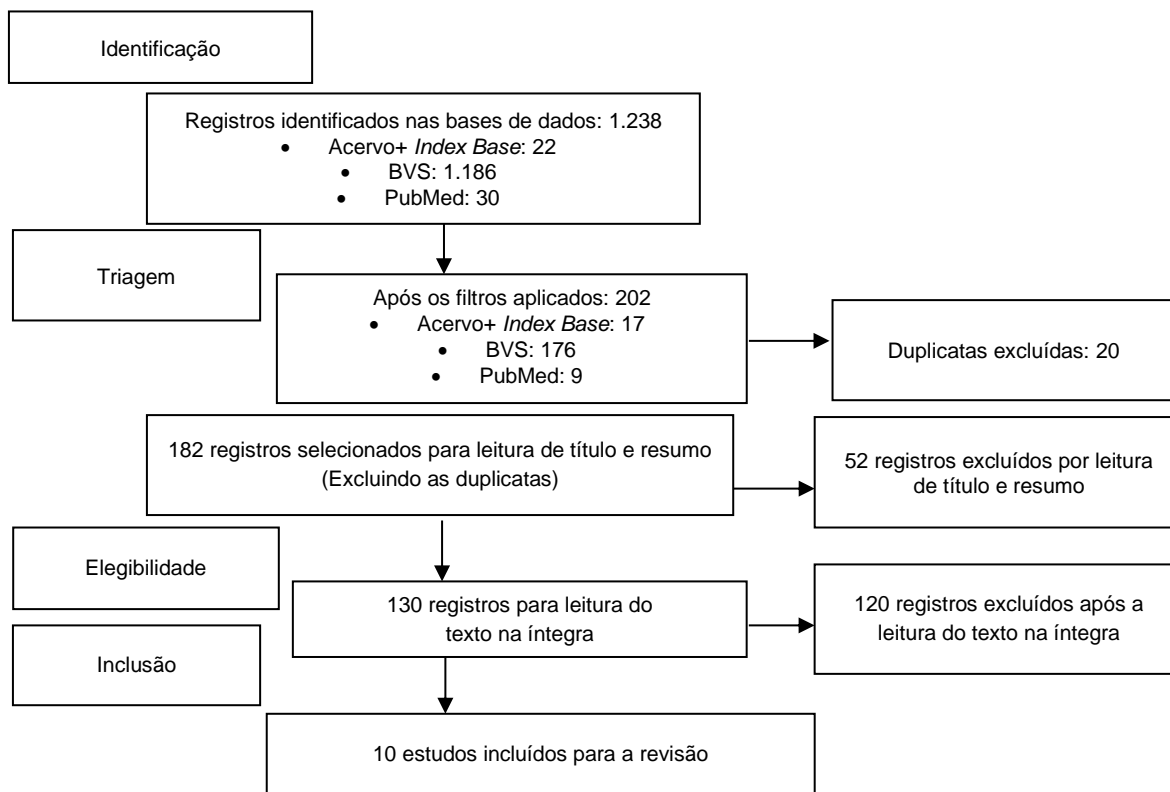 Identificação
Registros identificados nas bases de dados: 1.238
• Acervo+ Index Base: 22
• BVS: 1.186
• PubMed: 30
Triagem
Após os filtros aplicados: 202
• Acervo+ Index Base: 17
• BVS: 176
• PubMed: 9
Duplicatas excluídas: 20
182 registros selecionados para leitura de título e resumo
(Excluindo as duplicatas)
52 registros excluídos por leitura
de título e resumo
Elegibilidade
130 registros para leitura do
texto na íntegra
120 registros excluídos após a
leitura do texto na íntegra
Inclusão
10 estudos incluídos para a revisão